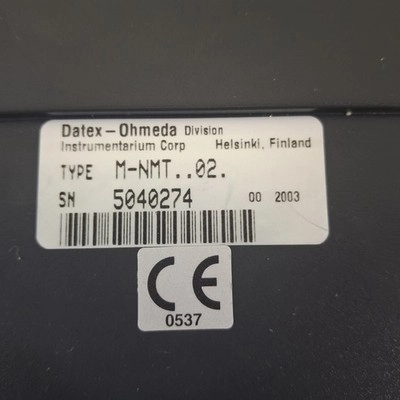 Datex-Ohmeda Division
Instrumentarium Corp Helsinki, Finland
TYPE M-NMT..02.
SN 5040274 00 2003
CE
0537